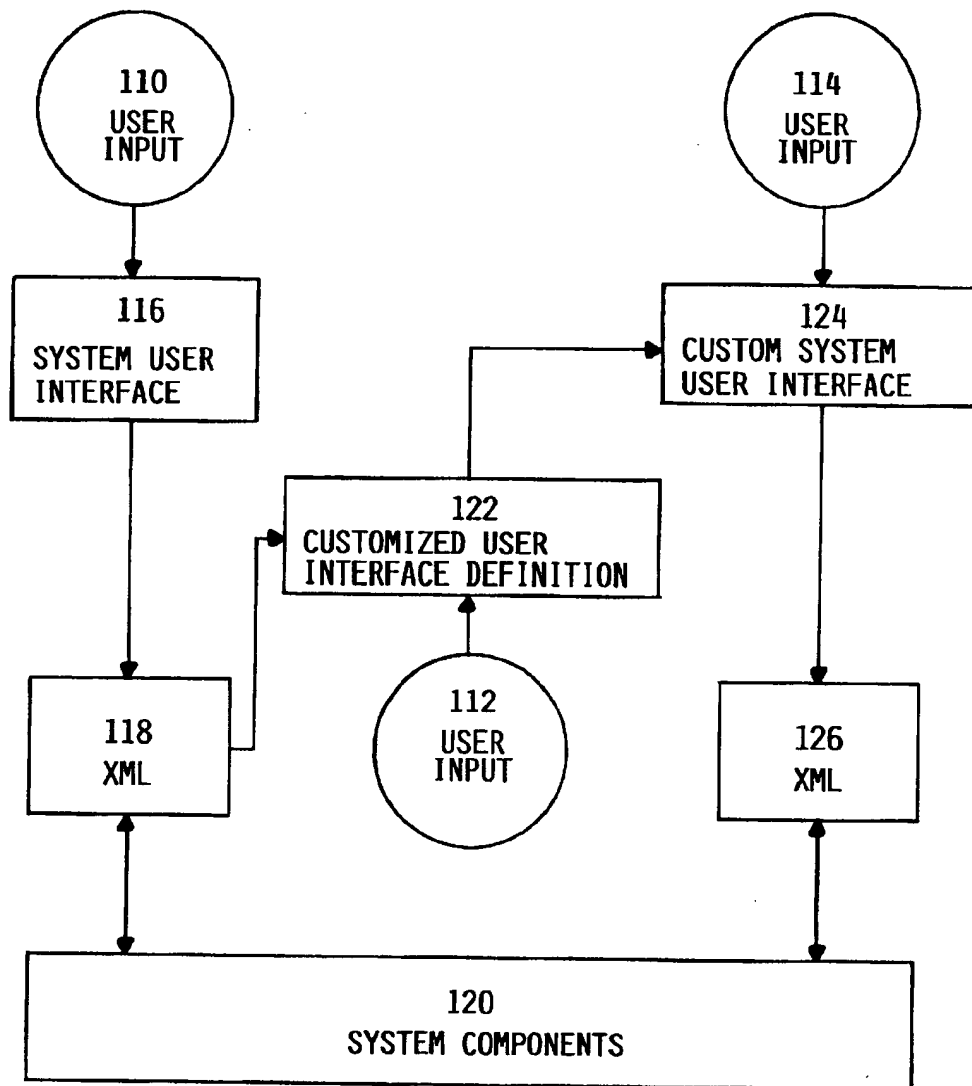 110
USER
INPUT
114
USER
INPUT
116
SYSTEM USER
INTERFACE
124
CUSTOM SYSTEM
USER INTERFACE
122
CUSTOMIZED USER
INTERFACE DEFINITION
118
XML
112
USER
INPUT
126
XML
120
SYSTEM COMPONENTS